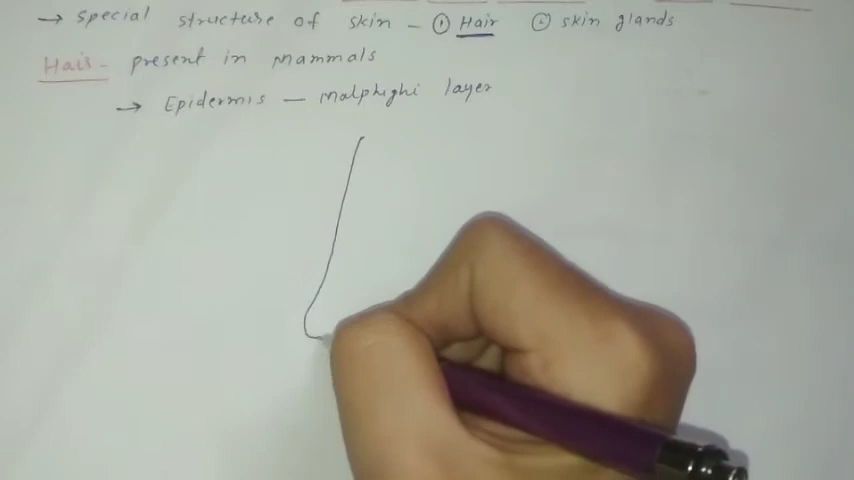 → special structure of skin - ① Hair ② skin glands
Hair - present in Mammals
→ Epidermis — malphighi layer